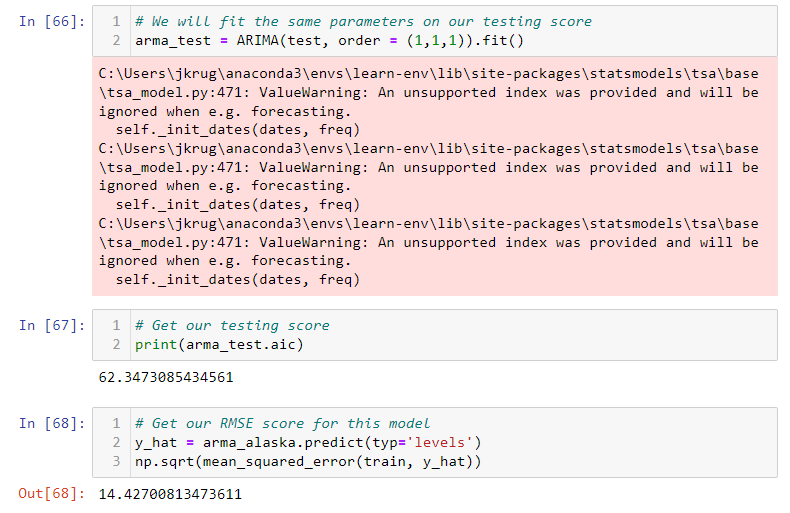 In [66]:
1 # We will fit the same parameters on our testing score
2 arma_test = ARIMA(test, order = (1,1,1)).fit()
C:\Users\jkrug\anaconda3\envs\learn-env\lib\site-packages\statsmodels\tsa\base
\tsa_model.py:471: ValueWarning: An unsupported index was provided and will be
ignored when e.g. forecasting.
  self._init_dates(dates, freq)
C:\Users\jkrug\anaconda3\envs\learn-env\lib\site-packages\statsmodels\tsa\base
\tsa_model.py:471: ValueWarning: An unsupported index was provided and will be
ignored when e.g. forecasting.
  self._init_dates(dates, freq)
C:\Users\jkrug\anaconda3\envs\learn-env\lib\site-packages\statsmodels\tsa\base
\tsa_model.py:471: ValueWarning: An unsupported index was provided and will be
ignored when e.g. forecasting.
  self._init_dates(dates, freq)
In [67]:
1 # Get our testing score
2 print(arma_test.aic)
62.3473085434561
In [68]:
1 # Get our RMSE score for this model
2 y_hat = arma_alaska.predict(typ='levels')
3 np.sqrt(mean_squared_error(train, y_hat))
Out[68]: 14.42700813473611